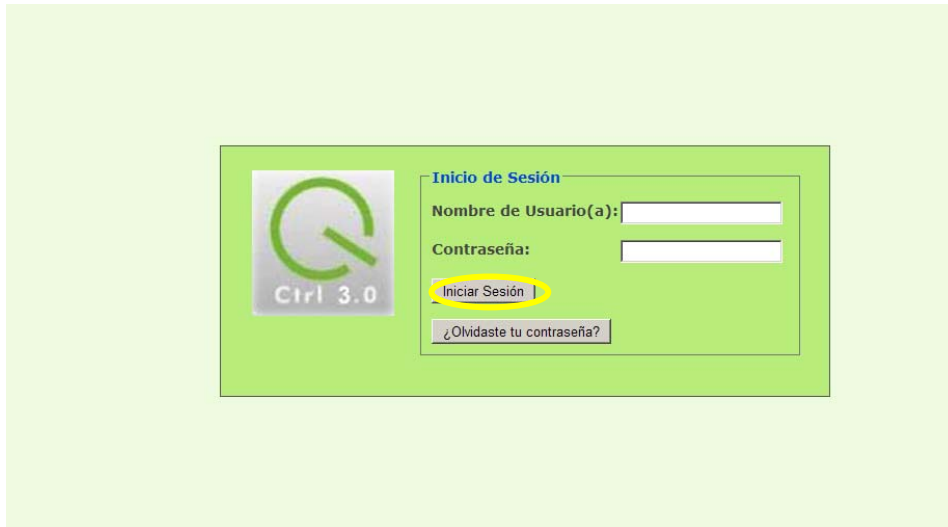 Inicio de Sesión
Nombre de Usuario(a):
Contraseña:
Iniciar Sesión
¿Olvidaste tu contraseña?
Ctrl 3.0